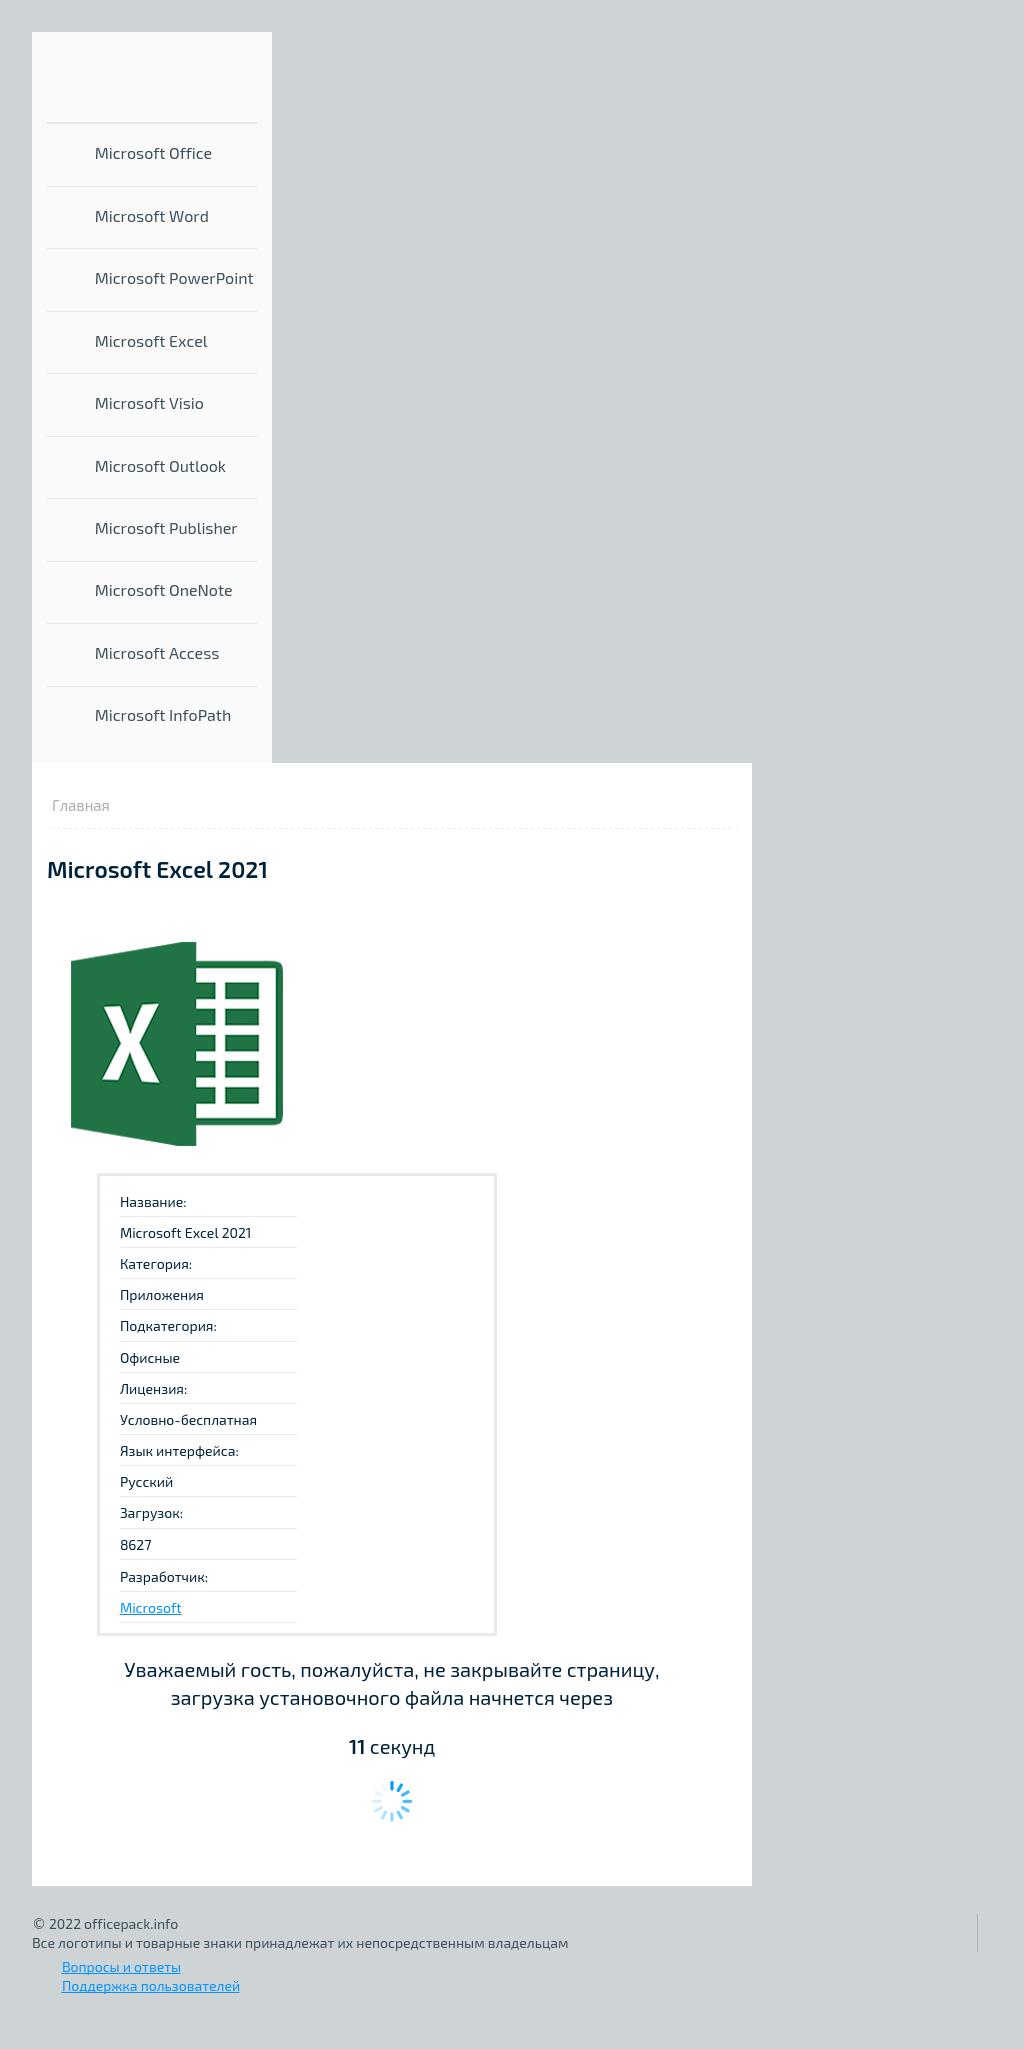 Microsoft Office
Microsoft Word
Microsoft PowerPoint
Microsoft Excel
Microsoft Visio
Microsoft Outlook
Microsoft Publisher
Microsoft OneNote
Microsoft Access
Microsoft InfoPath
Главная
Microsoft Excel 2021
X
Название:
Microsoft Excel 2021
Категория:
Приложения
Подкатегория:
Офисные
Лицензия:
Условно-бесплатная
Язык интерфейса:
Русский
Загрузок:
8627
Разработчик:
Microsoft
Уважаемый гость, пожалуйста, не закрывайте страницу,
загрузка установочного файла начнется через
11 секунд
© 2022 officepack.info
Все логотипы и товарные знаки принадлежат их непосредственным владельцам
Вопросы и ответы
Поддержка пользователей